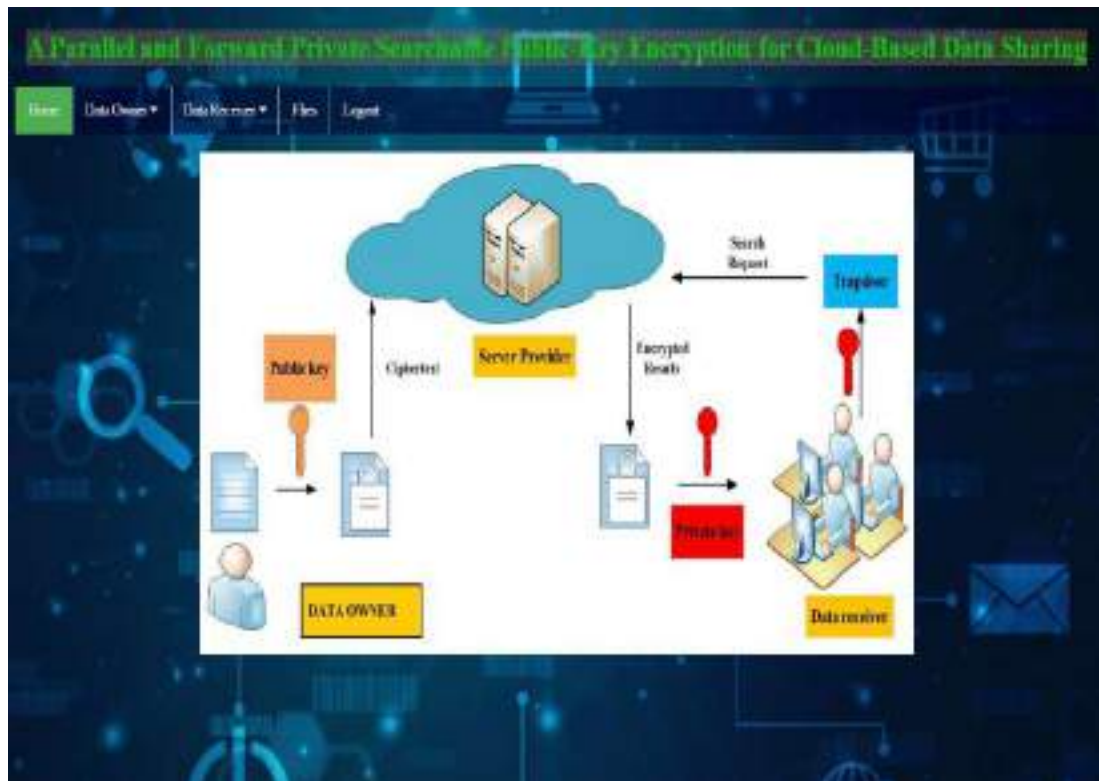 A Parallel and Forward Private Searchable Public-Key Encryption for Cloud-Based Data Sharing
Home Data Owner ▾ Data Receiver ▾ Files Logout
Search
Request
Trapdoor
Public key
Ciphertext
Server Provider
Encrypted
Results
Private key
DATA OWNER
Data receiver